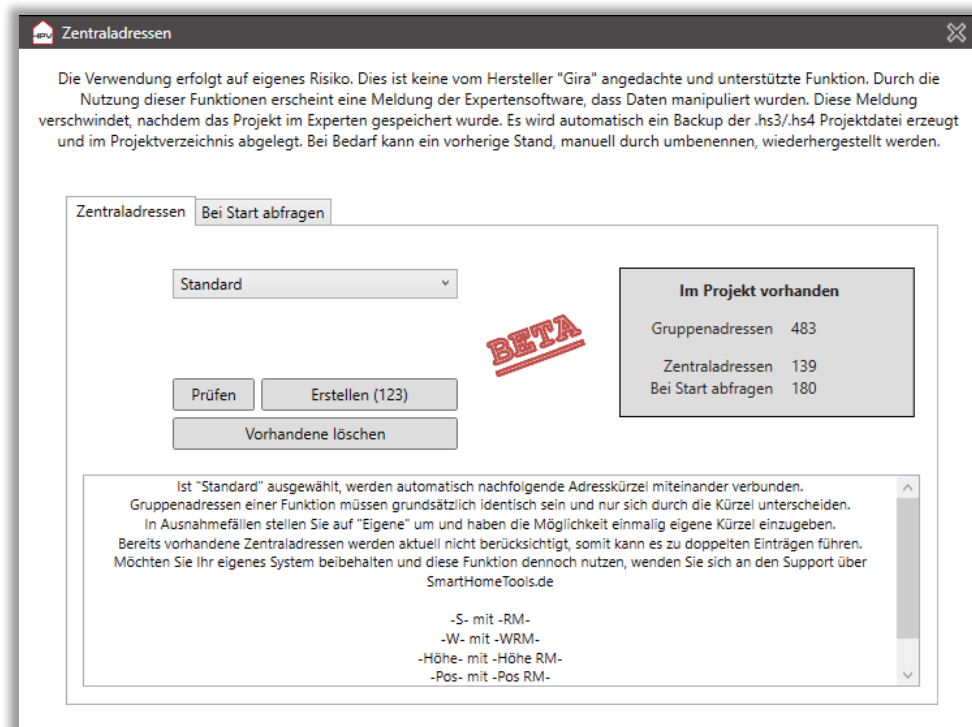 HPV Zentraladressen
Die Verwendung erfolgt auf eigenes Risiko. Dies ist keine vom Hersteller "Gira" angedachte und unterstützte Funktion. Durch die
Nutzung dieser Funktionen erscheint eine Meldung der Expertensoftware, dass Daten manipuliert wurden. Diese Meldung
verschwindet, nachdem das Projekt im Experten gespeichert wurde. Es wird automatisch ein Backup der .hs3/.hs4 Projektdatei erzeugt
und im Projektverzeichnis abgelegt. Bei Bedarf kann ein vorherige Stand, manuell durch umbenennen, wiederhergestellt werden.
Zentraladressen Bei Start abfragen
Standard
BETA
Im Projekt vorhanden
Gruppenadressen 483
Zentraladressen 139
Bei Start abfragen 180
Prüfen Erstellen (123)
Vorhandene löschen
Ist "Standard" ausgewählt, werden automatisch nachfolgende Adresskürzel miteinander verbunden.
Gruppenadressen einer Funktion müssen grundsätzlich identisch sein und nur sich durch die Kürzel unterscheiden.
In Ausnahmefällen stellen Sie auf "Eigene" um und haben die Möglichkeit einmalig eigene Kürzel einzugeben.
Bereits vorhandene Zentraladressen werden aktuell nicht berücksichtigt, somit kann es zu doppelten Einträgen führen.
Möchten Sie Ihr eigenes System beibehalten und diese Funktion dennoch nutzen, wenden Sie sich an den Support über
SmartHomeTools.de
-S- mit -RM-
-W- mit -WRM-
-Höhe- mit -Höhe RM-
-Pos- mit -Pos RM-